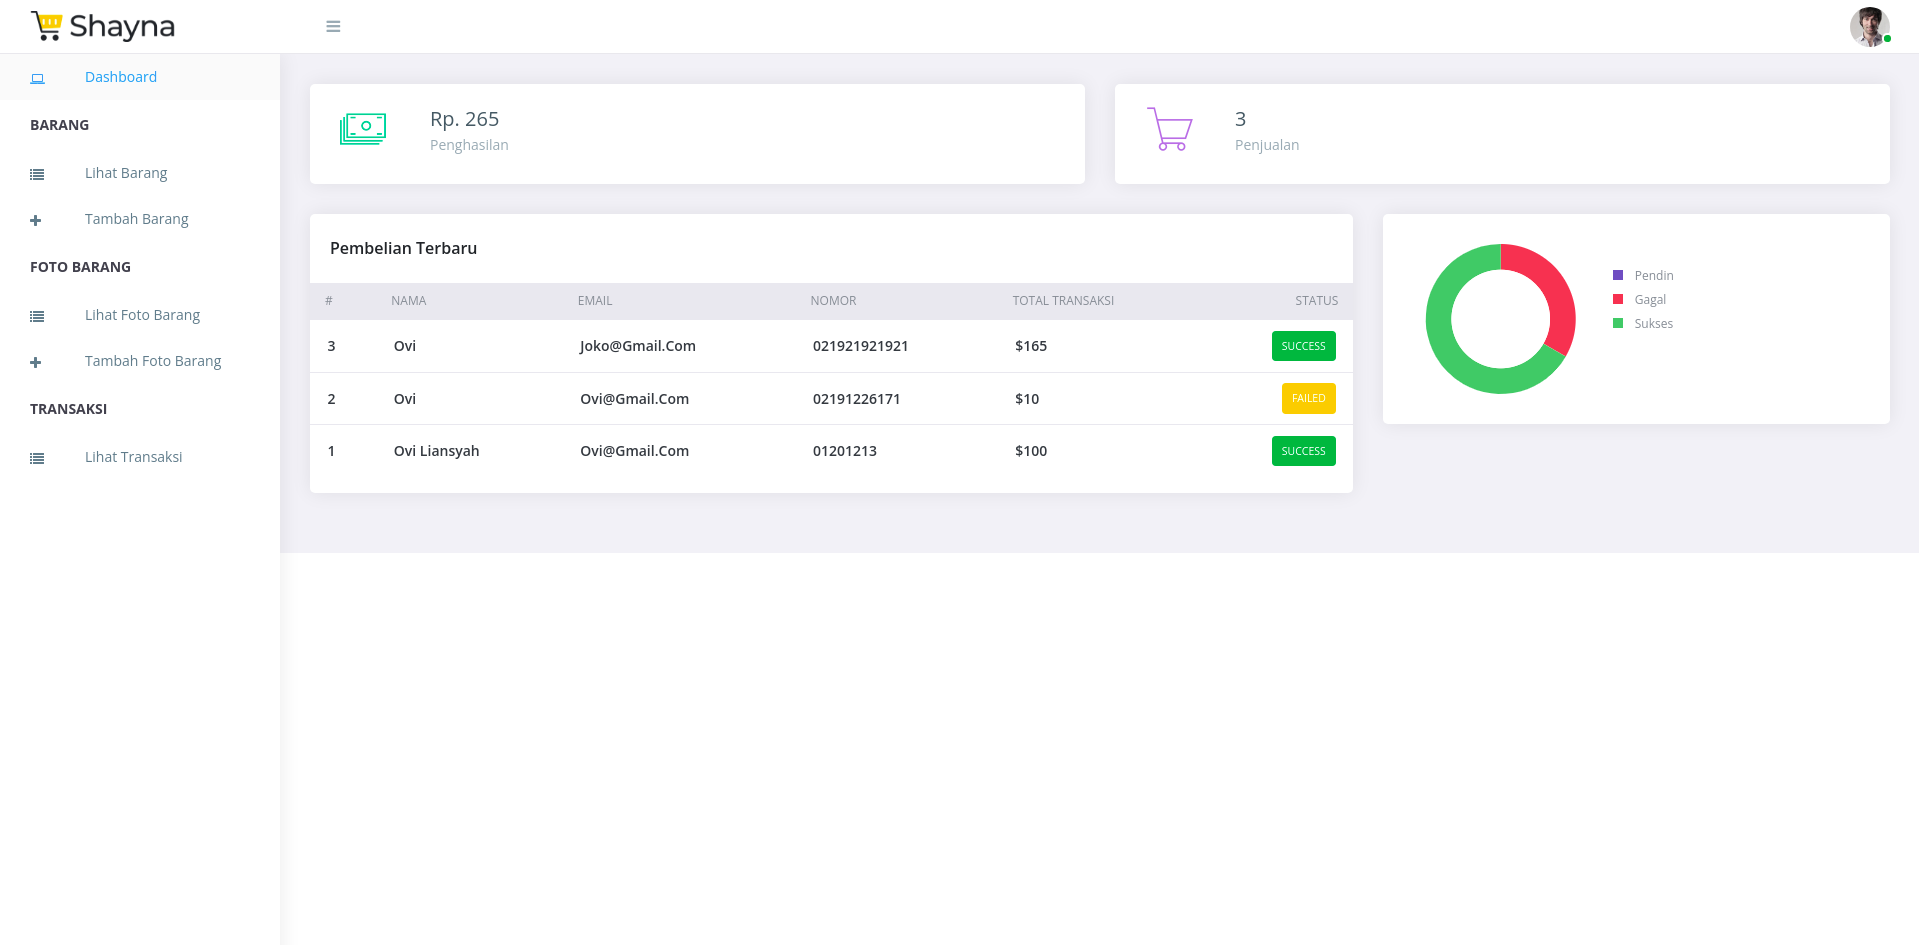 Shayna
Dashboard
BARANG
Lihat Barang
Tambah Barang
FOTO BARANG
Lihat Foto Barang
Tambah Foto Barang
TRANSAKSI
Lihat Transaksi
Rp. 265
Penghasilan
3
Penjualan
Pembelian Terbaru
# NAMA EMAIL NOMOR TOTAL TRANSAKSI STATUS
3 Ovi Joko@Gmail.Com 021921921921 $165 SUCCESS
2 Ovi Ovi@Gmail.Com 02191226171 $10 FAILED
1 Ovi Liansyah Ovi@Gmail.Com 01201213 $100 SUCCESS
Pendin
Gagal
Sukses